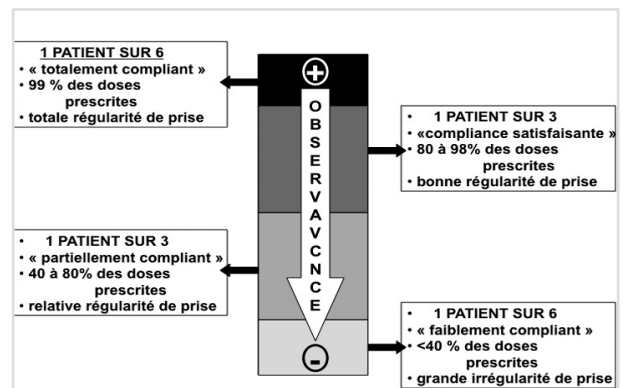 1 PATIENT SUR 6
• « totalement compliant »
• 99 % des doses
prescrites
• totale régularité de prise
+
OBSERVAVCNCE
-
• 1 PATIENT SUR 3
• «compliance satisfaisante »
• 80 à 98% des doses
prescrites
• bonne régularité de prise
• 1 PATIENT SUR 3
• « partiellement compliant »
• 40 à 80% des doses
prescrites
• relative régularité de prise
• 1 PATIENT SUR 6
• « faiblement compliant »
• <40 % des doses
prescrites
• grande irrégularité de prise